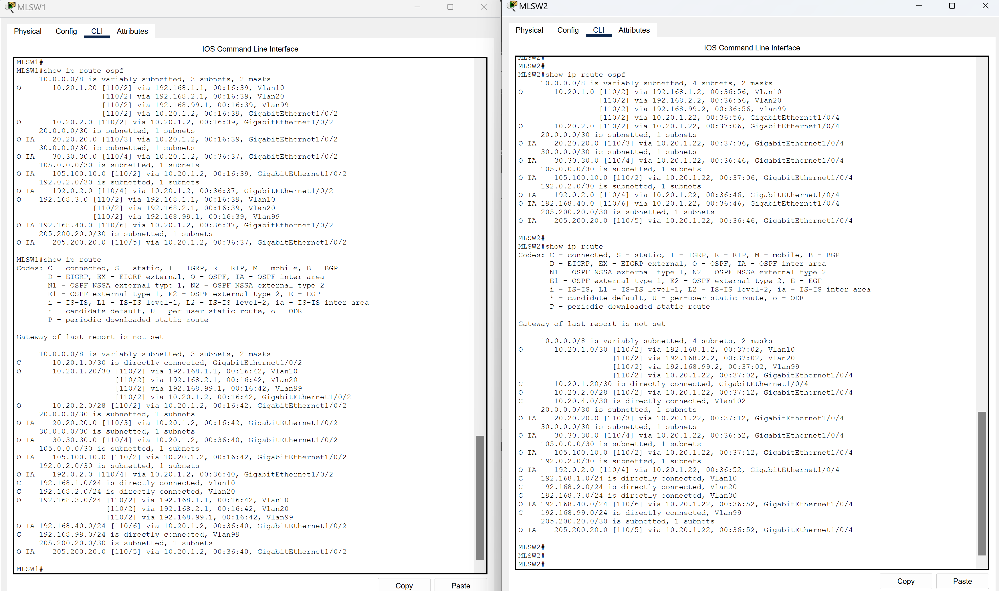 MLSW1
Physical Config CLI Attributes
IOS Command Line Interface
MLSW1#
MLSW1#show ip route ospf
     10.0.0.0/8 is variably subnetted, 3 subnets, 2 masks
O       10.20.1.20 [110/2] via 192.168.1.1, 00:16:39, Vlan10
                   [110/2] via 192.168.2.1, 00:16:39, Vlan20
                   [110/2] via 192.168.99.1, 00:16:39, Vlan99
                   [110/2] via 10.20.1.2, 00:16:39, GigabitEthernet1/0/2
O       10.20.2.0 [110/2] via 10.20.1.2, 00:16:39, GigabitEthernet1/0/2
     20.0.0.0/30 is subnetted, 1 subnets
O IA    20.20.20.0 [110/3] via 10.20.1.2, 00:16:39, GigabitEthernet1/0/2
     30.0.0.0/30 is subnetted, 1 subnets
O IA    30.30.30.0 [110/4] via 10.20.1.2, 00:36:37, GigabitEthernet1/0/2
     105.0.0.0/30 is subnetted, 1 subnets
O IA    105.100.10.0 [110/2] via 10.20.1.2, 00:16:39, GigabitEthernet1/0/2
     192.0.2.0/30 is subnetted, 1 subnets
O IA    192.0.2.0 [110/4] via 10.20.1.2, 00:36:37, GigabitEthernet1/0/2
O    192.168.3.0 [110/2] via 192.168.1.1, 00:16:39, Vlan10
                 [110/2] via 192.168.2.1, 00:16:39, Vlan20
                 [110/2] via 192.168.99.1, 00:16:39, Vlan99
O IA 192.168.40.0 [110/6] via 10.20.1.2, 00:36:37, GigabitEthernet1/0/2
     205.200.20.0/30 is subnetted, 1 subnets
O IA    205.200.20.0 [110/5] via 10.20.1.2, 00:36:37, GigabitEthernet1/0/2
MLSW1#show ip route
Codes: C - connected, S - static, I - IGRP, R - RIP, M - mobile, B - BGP
       D - EIGRP, EX - EIGRP external, O - OSPF, IA - OSPF inter area
       N1 - OSPF NSSA external type 1, N2 - OSPF NSSA external type 2
       E1 - OSPF external type 1, E2 - OSPF external type 2, E - EGP
       i - IS-IS, L1 - IS-IS level-1, L2 - IS-IS level-2, ia - IS-IS inter area
       * - candidate default, U - per-user static route, o - ODR
       P - periodic downloaded static route
Gateway of last resort is not set
     10.0.0.0/8 is variably subnetted, 3 subnets, 2 masks
C       10.20.1.0/30 is directly connected, GigabitEthernet1/0/2
O       10.20.1.20/30 [110/2] via 192.168.1.1, 00:16:42, Vlan10
                      [110/2] via 192.168.2.1, 00:16:42, Vlan20
                      [110/2] via 192.168.99.1, 00:16:42, Vlan99
                      [110/2] via 10.20.1.2, 00:16:42, GigabitEthernet1/0/2
O       10.20.2.0/28 [110/2] via 10.20.1.2, 00:16:42, GigabitEthernet1/0/2
     20.0.0.0/30 is subnetted, 1 subnets
O IA    20.20.20.0 [110/3] via 10.20.1.2, 00:16:42, GigabitEthernet1/0/2
     30.0.0.0/30 is subnetted, 1 subnets
O IA    30.30.30.0 [110/4] via 10.20.1.2, 00:36:40, GigabitEthernet1/0/2
     105.0.0.0/30 is subnetted, 1 subnets
O IA    105.100.10.0 [110/2] via 10.20.1.2, 00:16:42, GigabitEthernet1/0/2
     192.0.2.0/30 is subnetted, 1 subnets
O IA    192.0.2.0 [110/4] via 10.20.1.2, 00:36:40, GigabitEthernet1/0/2
C    192.168.1.0/24 is directly connected, Vlan10
C    192.168.2.0/24 is directly connected, Vlan20
O    192.168.3.0/24 [110/2] via 192.168.1.1, 00:16:42, Vlan10
                    [110/2] via 192.168.2.1, 00:16:42, Vlan20
                    [110/2] via 192.168.99.1, 00:16:42, Vlan99
O IA 192.168.40.0/24 [110/6] via 10.20.1.2, 00:36:40, GigabitEthernet1/0/2
C    192.168.99.0/24 is directly connected, Vlan99
     205.200.20.0/30 is subnetted, 1 subnets
O IA    205.200.20.0 [110/5] via 10.20.1.2, 00:36:40, GigabitEthernet1/0/2
MLSW1#
Copy Paste
MLSW2
Physical Config CLI Attributes
IOS Command Line Interface
MLSW2#
MLSW2#
MLSW2#show ip route ospf
     10.0.0.0/8 is variably subnetted, 4 subnets, 2 masks
O       10.20.1.0 [110/2] via 192.168.1.2, 00:36:56, Vlan10
                  [110/2] via 192.168.2.2, 00:36:56, Vlan20
                  [110/2] via 192.168.99.2, 00:36:56, Vlan99
                  [110/2] via 10.20.1.22, 00:36:56, GigabitEthernet1/0/4
O       10.20.2.0 [110/2] via 10.20.1.22, 00:37:06, GigabitEthernet1/0/4
     20.0.0.0/30 is subnetted, 1 subnets
O IA    20.20.20.0 [110/3] via 10.20.1.22, 00:37:06, GigabitEthernet1/0/4
     30.0.0.0/30 is subnetted, 1 subnets
O IA    30.30.30.0 [110/4] via 10.20.1.22, 00:36:46, GigabitEthernet1/0/4
     105.0.0.0/30 is subnetted, 1 subnets
O IA    105.100.10.0 [110/2] via 10.20.1.22, 00:37:06, GigabitEthernet1/0/4
     192.0.2.0/30 is subnetted, 1 subnets
O IA    192.0.2.0 [110/4] via 10.20.1.22, 00:36:46, GigabitEthernet1/0/4
O IA 192.168.40.0 [110/6] via 10.20.1.22, 00:36:46, GigabitEthernet1/0/4
     205.200.20.0/30 is subnetted, 1 subnets
O IA    205.200.20.0 [110/5] via 10.20.1.22, 00:36:46, GigabitEthernet1/0/4
MLSW2#
MLSW2#show ip route
Codes: C - connected, S - static, I - IGRP, R - RIP, M - mobile, B - BGP
       D - EIGRP, EX - EIGRP external, O - OSPF, IA - OSPF inter area
       N1 - OSPF NSSA external type 1, N2 - OSPF NSSA external type 2
       E1 - OSPF external type 1, E2 - OSPF external type 2, E - EGP
       i - IS-IS, L1 - IS-IS level-1, L2 - IS-IS level-2, ia - IS-IS inter area
       * - candidate default, U - per-user static route, o - ODR
       P - periodic downloaded static route
Gateway of last resort is not set
     10.0.0.0/8 is variably subnetted, 4 subnets, 2 masks
O       10.20.1.0/30 [110/2] via 192.168.1.2, 00:37:02, Vlan10
                     [110/2] via 192.168.2.2, 00:37:02, Vlan20
                     [110/2] via 192.168.99.2, 00:37:02, Vlan99
                     [110/2] via 10.20.1.22, 00:37:02, GigabitEthernet1/0/4
C       10.20.1.20/30 is directly connected, GigabitEthernet1/0/4
O       10.20.2.0/28 [110/2] via 10.20.1.22, 00:37:12, GigabitEthernet1/0/4
C       10.20.4.0/30 is directly connected, Vlan102
     20.0.0.0/30 is subnetted, 1 subnets
O IA    20.20.20.0 [110/3] via 10.20.1.22, 00:37:12, GigabitEthernet1/0/4
     30.0.0.0/30 is subnetted, 1 subnets
O IA    30.30.30.0 [110/4] via 10.20.1.22, 00:36:52, GigabitEthernet1/0/4
     105.0.0.0/30 is subnetted, 1 subnets
O IA    105.100.10.0 [110/2] via 10.20.1.22, 00:37:12, GigabitEthernet1/0/4
     192.0.2.0/30 is subnetted, 1 subnets
O IA    192.0.2.0 [110/4] via 10.20.1.22, 00:36:52, GigabitEthernet1/0/4
C    192.168.1.0/24 is directly connected, Vlan10
C    192.168.2.0/24 is directly connected, Vlan20
C    192.168.3.0/24 is directly connected, Vlan30
O IA 192.168.40.0/24 [110/6] via 10.20.1.22, 00:36:52, GigabitEthernet1/0/4
C    192.168.99.0/24 is directly connected, Vlan99
     205.200.20.0/30 is subnetted, 1 subnets
O IA    205.200.20.0 [110/5] via 10.20.1.22, 00:36:52, GigabitEthernet1/0/4
MLSW2#
MLSW2#
MLSW2#
Copy Paste